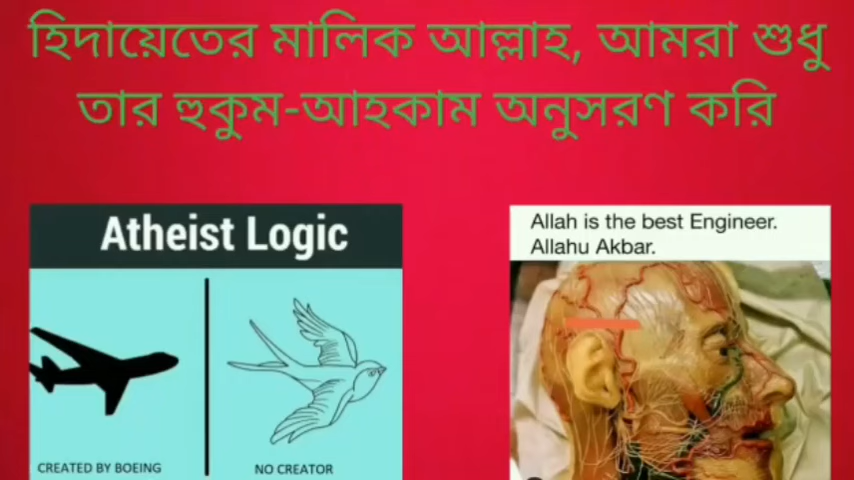 হিদায়েতের মালিক আল্লাহ, আমরা শুধু
তার হুকুম-আহকাম অনুসরণ করি
Atheist Logic
CREATED BY BOEING
NO CREATOR
Allah is the best Engineer.
Allahu Akbar.